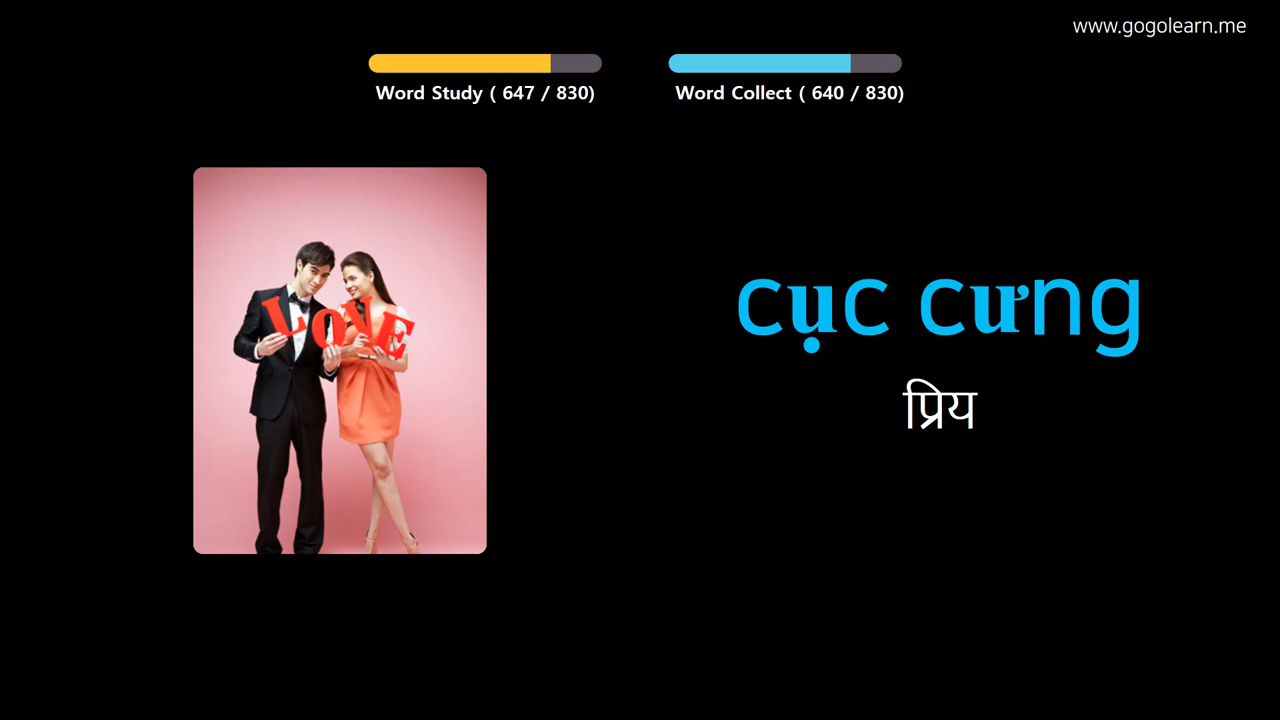 www.gogolearn.me
Word Study ( 647 / 830)
Word Collect ( 640 / 830)
LOVE
cục cưng
प्रिय